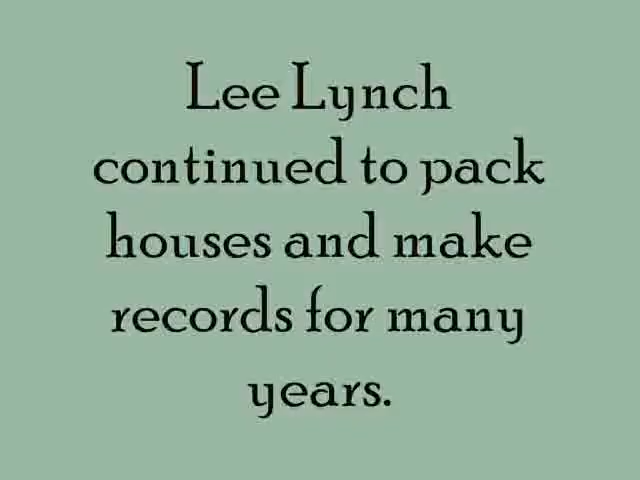 Lee Lynch
continued to pack
houses and make
records for many
years.